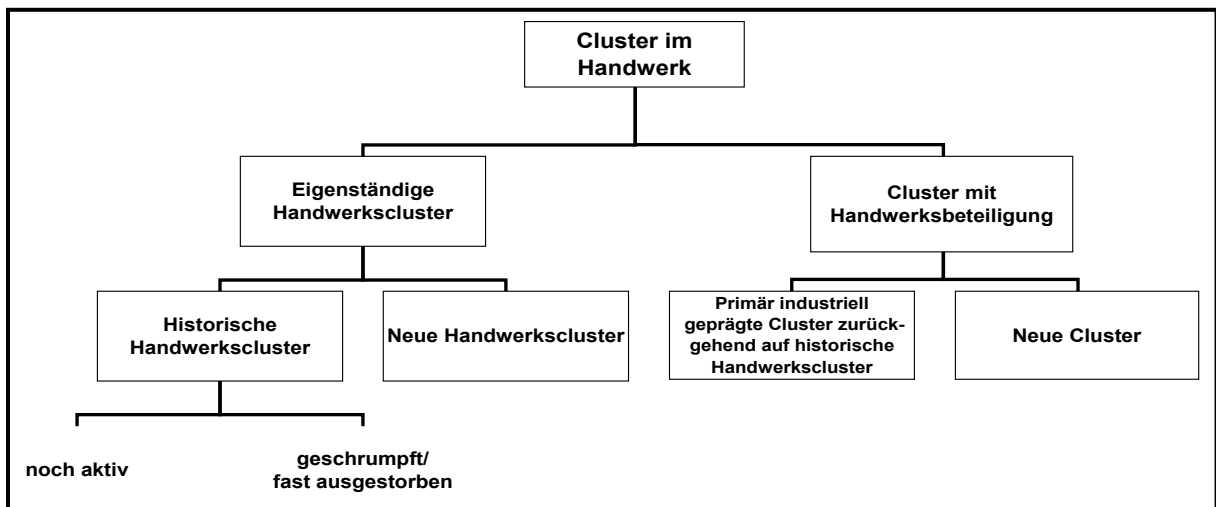 Cluster im
Handwerk
Eigenständige
Handwerkscluster
Cluster mit
Handwerksbeteiligung
Historische
Handwerkscluster
Neue Handwerkscluster
Primär industriell
geprägte Cluster zurück-
gehend auf historische
Handwerkscluster
Neue Cluster
noch aktiv
geschrumpft/
fast ausgestorben